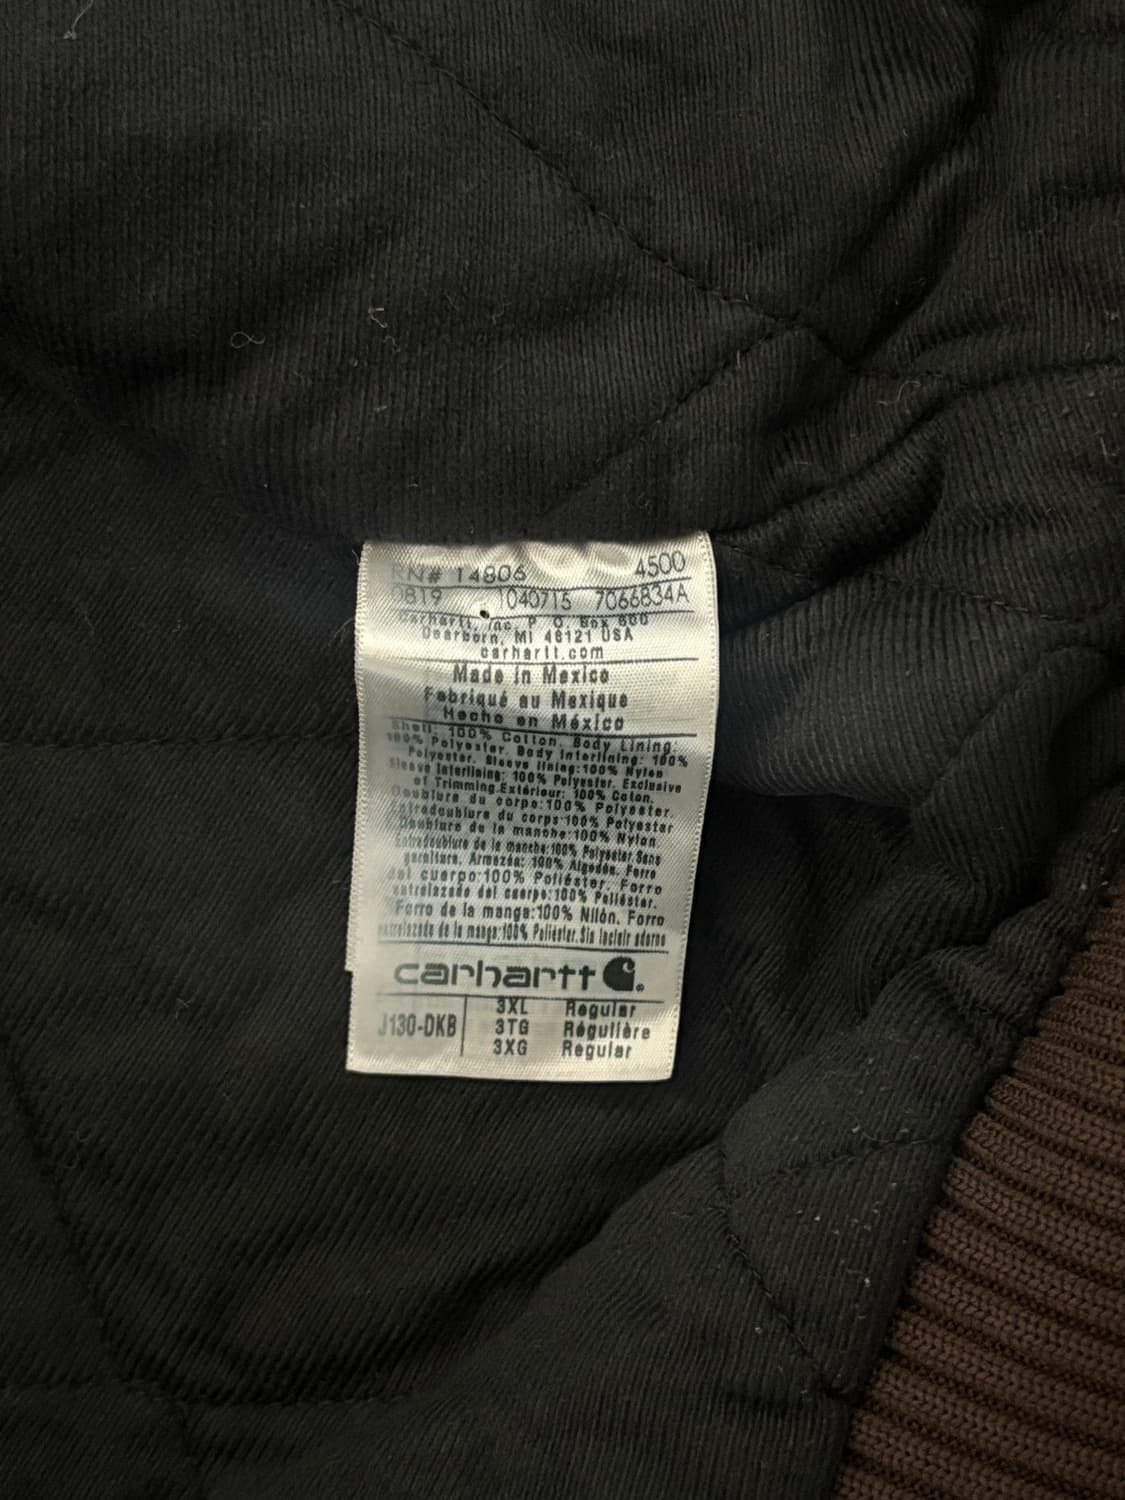 RN# 14806 4500
0819 1040715 7066834A
Carhartt, Inc. P. O. Box 600
Dearborn, MI 48121 USA
carhartt.com
Made in Mexico
Fabriqué au Mexique
Hecho en México
Shell: 100% Cotton. Body Lining:
100% Polyester. Body Interlining: 100%
Polyester. Sleeve lining:100% Nylon
Sleeve Interlining: 100% Polyester. Exclusive
of Trimming.Extérieur: 100% Coton.
Doublure du corps:100% Polyester.
Entredoublure du corps:100% Polyester
Doublure de la manche:100% Nylon
Entredoublure de la manche:100% Polyester Sans
garniture. Armazón: 100% Algodón. Forro
del cuerpo:100% Poliéster. Forro
entrelazado del cuerpo:100% Poliéster.
Forro de la manga:100% Nilón. Forro
entrelazado de la manga:100% Poliéster.Sin incluir adorno
carhartt
3XL Regular
J130-DKB 3TG Régulière
3XG Regular